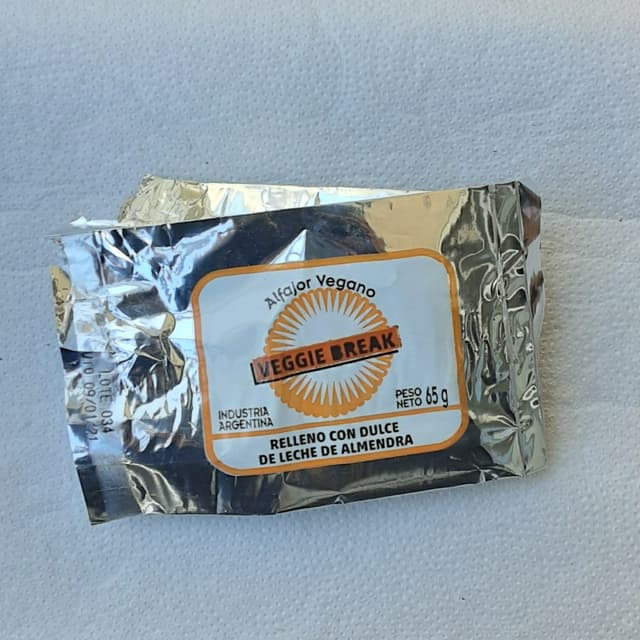 Alfajor Vegano
VEGGIE BREAK
INDUSTRIA
ARGENTINA
PESO
NETO 65 g
RELLENO CON DULCE
DE LECHE DE ALMENDRA
LOTE 034